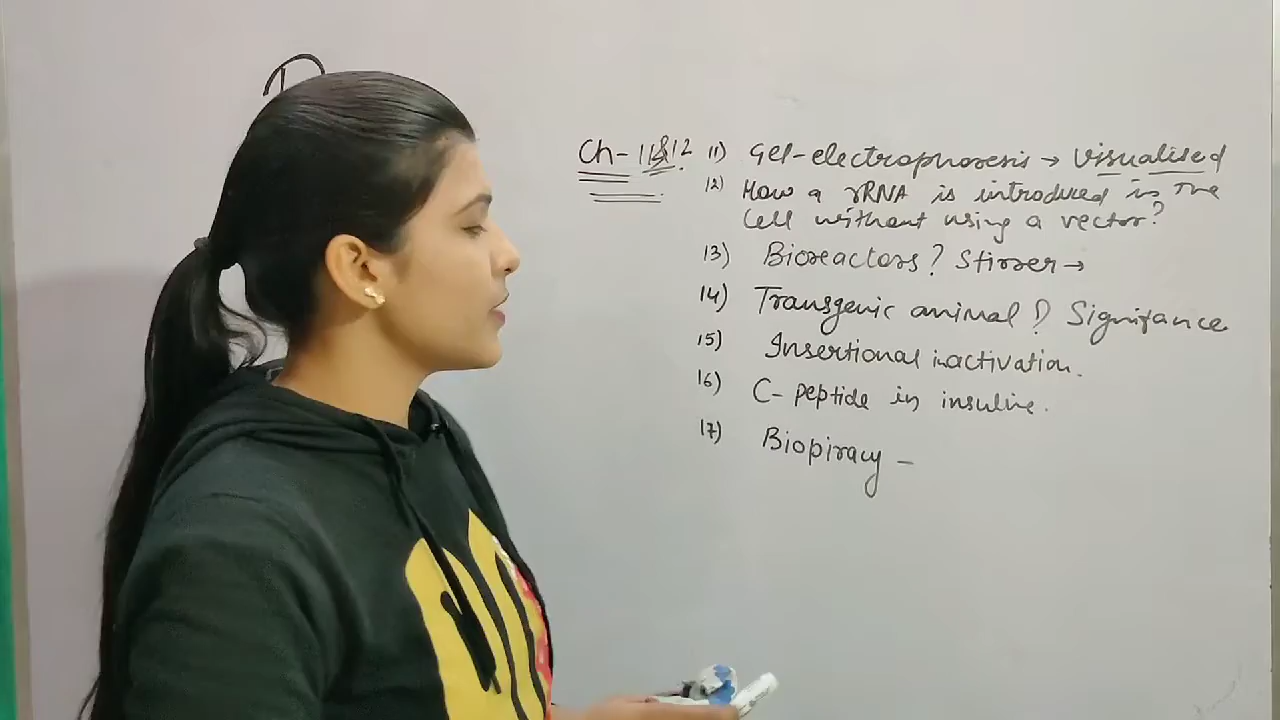 Ch-11&12
11) Gel-electrophoresis → visualised
12) How a rRNA is introduced in the
Cell without using a vector?
13) Bioreactors? Stirrer →
14) Transgenic animal? Signifance
15) Insertional inactivation.
16) C-peptide in insuline.
17) Biopiracy -